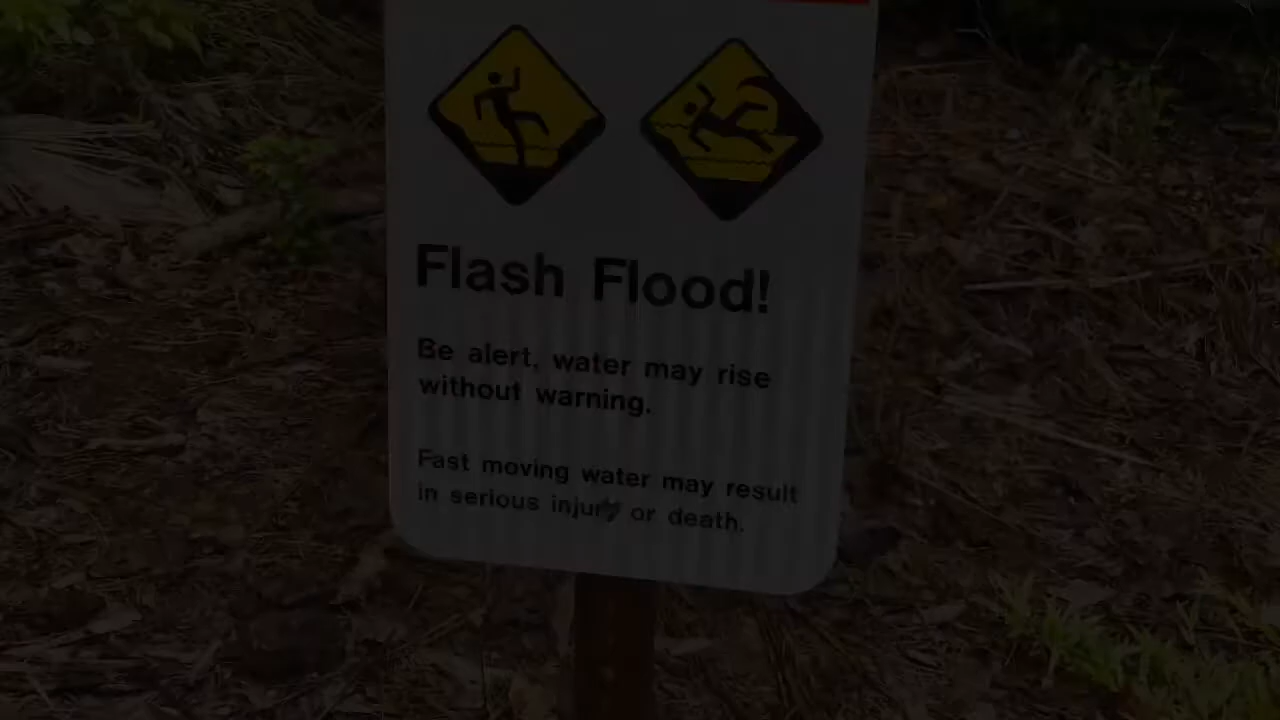 Flash Flood!
Be alert, water may rise
without warning.
Fast moving water may result
in serious injury or death.